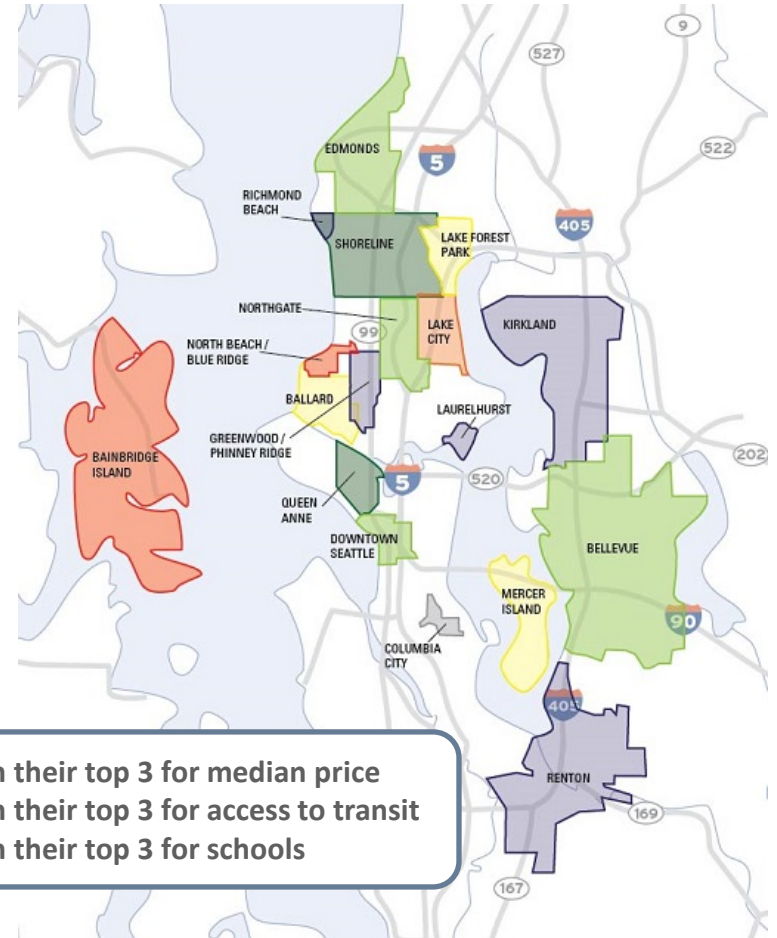 9
527
522
EDMONDS
5
RICHMOND
BEACH
405
SHORELINE
LAKE FOREST
PARK
NORTHGATE
99
LAKE
CITY
KIRKLAND
NORTH BEACH /
BLUE RIDGE
BALLARD
LAURELHURST
GREENWOOD /
PHINNEY RIDGE
BAINBRIDGE
ISLAND
202
5
520
QUEEN
ANNE
DOWNTOWN
SEATTLE
BELLEVUE
MERCER
ISLAND
90
COLUMBIA
CITY
405
RENTON
their top 3 for median price
their top 3 for access to transit
their top 3 for schools
169
167